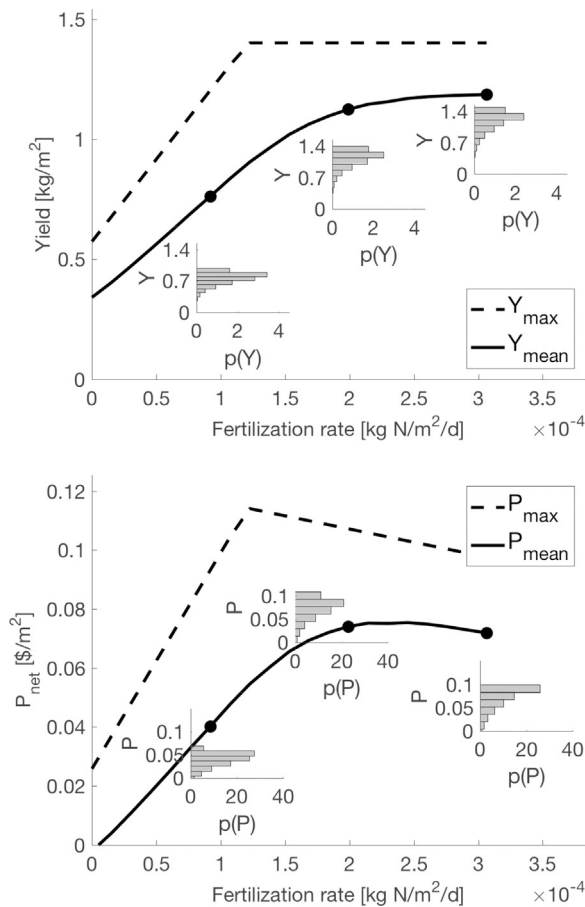 1.5
1
0.5
0
Yield [kg/m²]
1.4
0.7
0
Y
0 2 4
p(Y)
1.4
0.7
0
Y
0 2 4
p(Y)
1.4
0.7
0
Y
0 2 4
p(Y)
Y_max
Y_mean
0 0.5 1 1.5 2 2.5 3 3.5
Fertilization rate [kg N/m²/d]
×10⁻⁴
0.12
0.1
0.08
0.06
0.04
0.02
0
P_net [$/m²]
P_max
P_mean
0.1
0.05
0
P
0 20 40
p(P)
0.1
0.05
0
P
0 20 40
p(P)
0.1
0.05
0
P
0 20 40
p(P)
0 0.5 1 1.5 2 2.5 3 3.5
Fertilization rate [kg N/m²/d]
×10⁻⁴